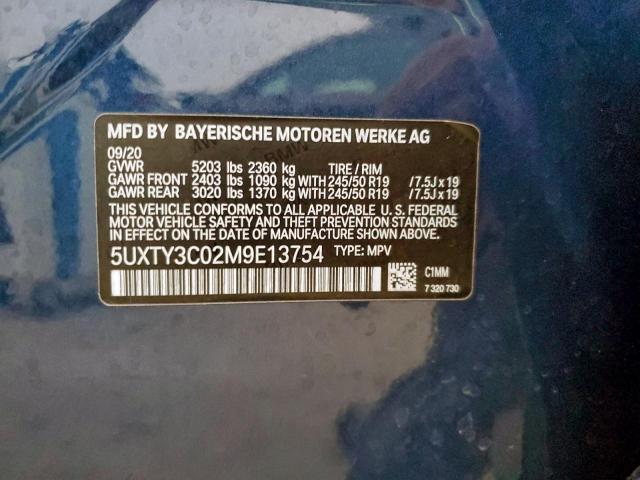 MFD BY BAYERISCHE MOTOREN WERKE AG
09/20
GVWR 5203 lbs 2360 kg TIRE / RIM
GAWR FRONT 2403 lbs 1090 kg WITH 245/50 R19 /7.5J x 19
GAWR REAR 3020 lbs 1370 kg WITH 245/50 R19 /7.5J x 19
THIS VEHICLE CONFORMS TO ALL APPLICABLE U. S. FEDERAL
MOTOR VEHICLE SAFETY AND THEFT PREVENTION STANDARDS
IN EFFECT ON THE DATE OF MANUFACTURE SHOWN ABOVE.
5UXTY3C02M9E13754 TYPE: MPV
C1MM
7 320 730